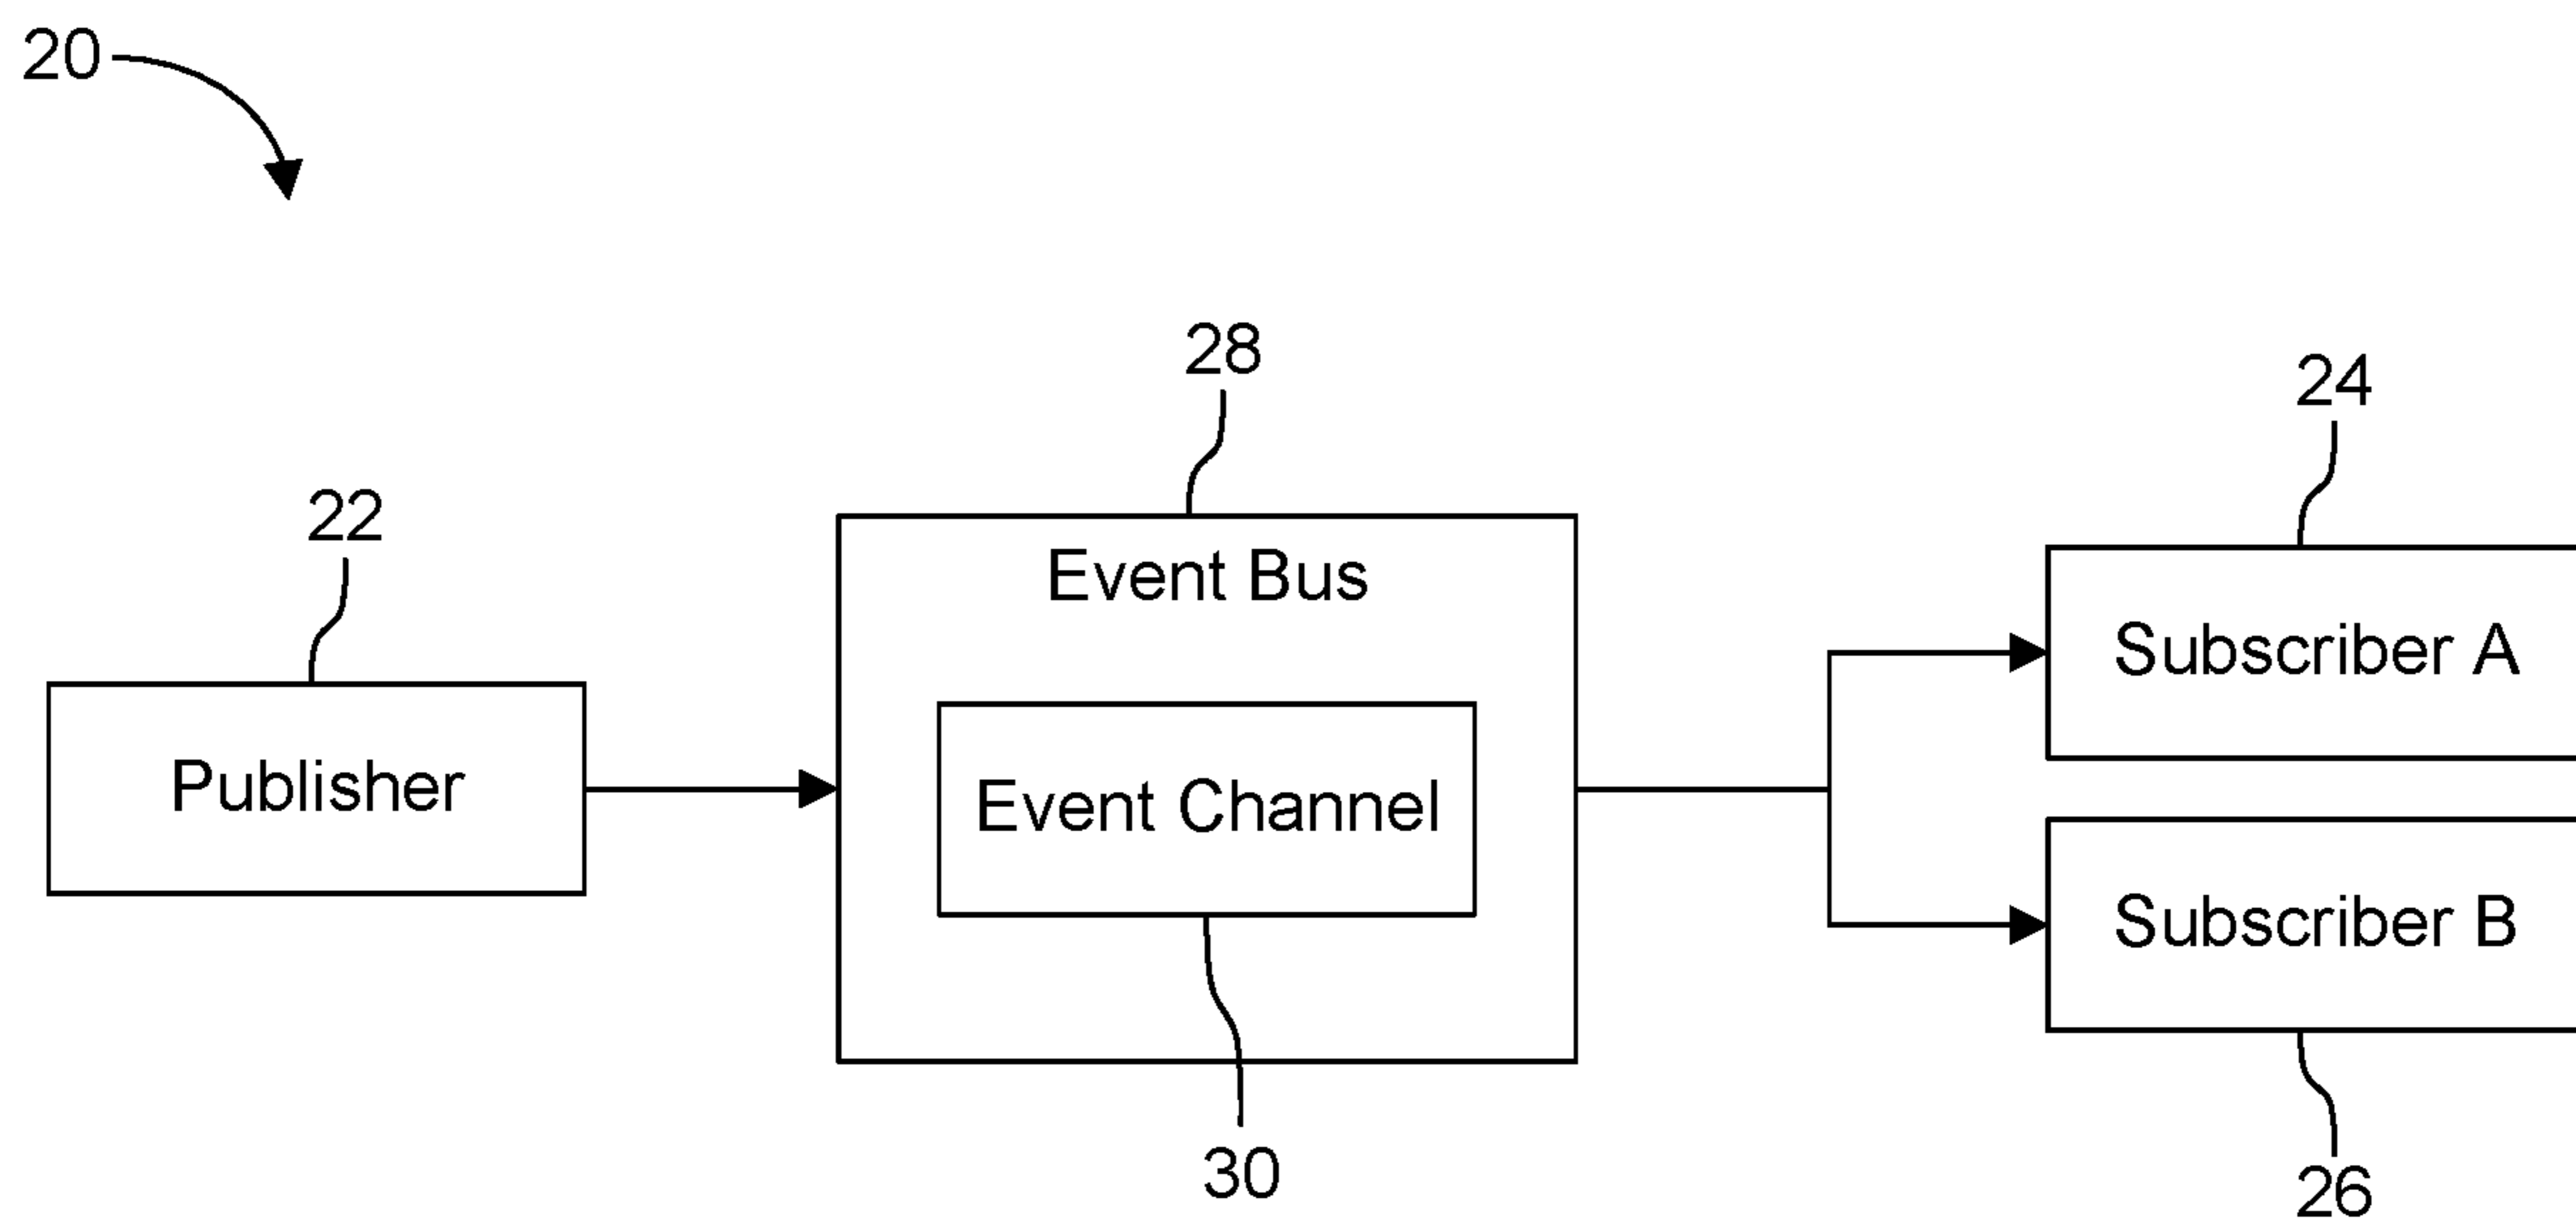 20
28
24
22
Event Bus
Subscriber A
Publisher
Event Channel
Subscriber B
30
26